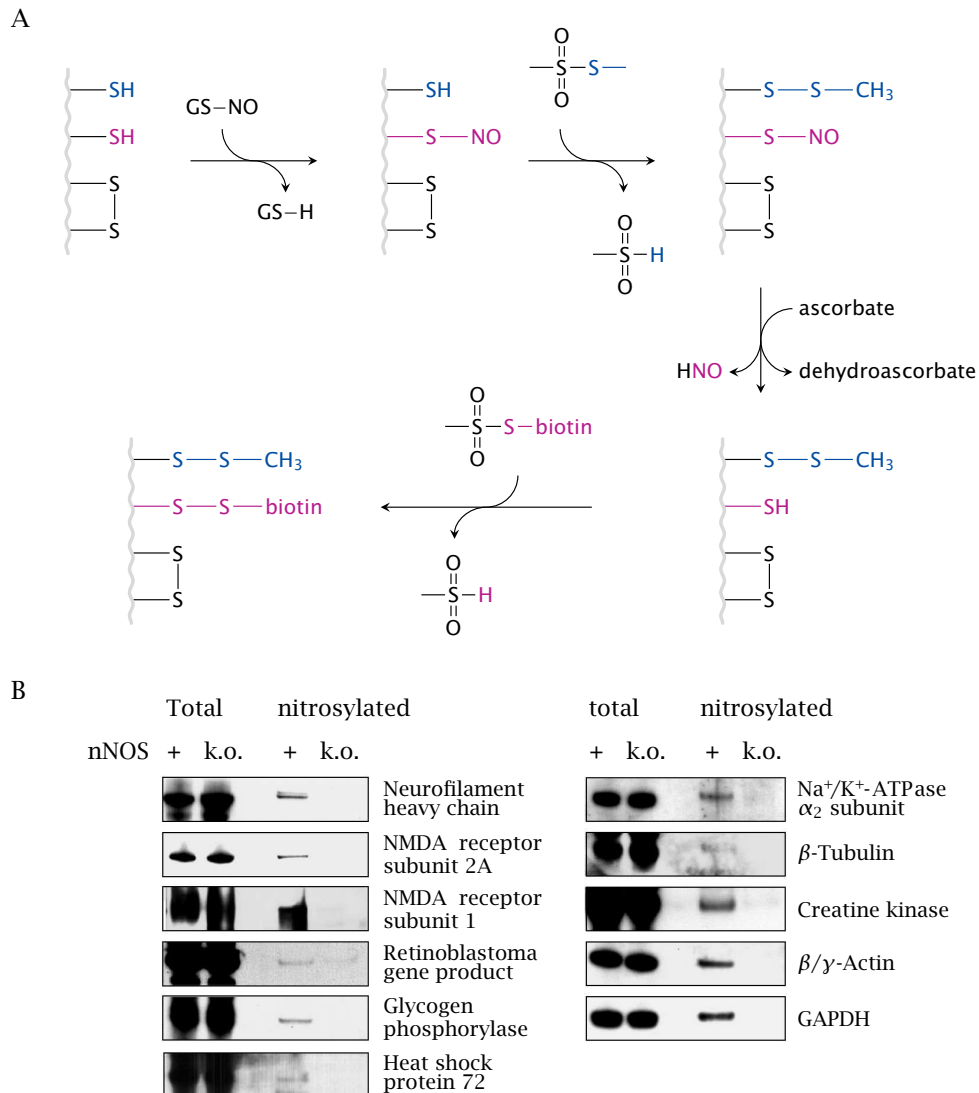 A
SH
SH
S
S
GS–NO
GS–H
SH
S—NO
S
S
O
S—S
O
O
S—H
O
S—S—CH₃
S—NO
S
S
ascorbate
HNO
dehydroascorbate
S—S—CH₃
SH
S
S
O
S—S—biotin
O
O
S—H
O
S—S—CH₃
S—S—biotin
S
S
B
Total nitrosylated
nNOS + k.o. + k.o.
Neurofilament
heavy chain
NMDA receptor
subunit 2A
NMDA receptor
subunit 1
Retinoblastoma
gene product
Glycogen
phosphorylase
Heat shock
protein 72
total nitrosylated
+ k.o. + k.o.
Na⁺/K⁺-ATPase
α₂ subunit
β-Tubulin
Creatine kinase
β/γ-Actin
GAPDH